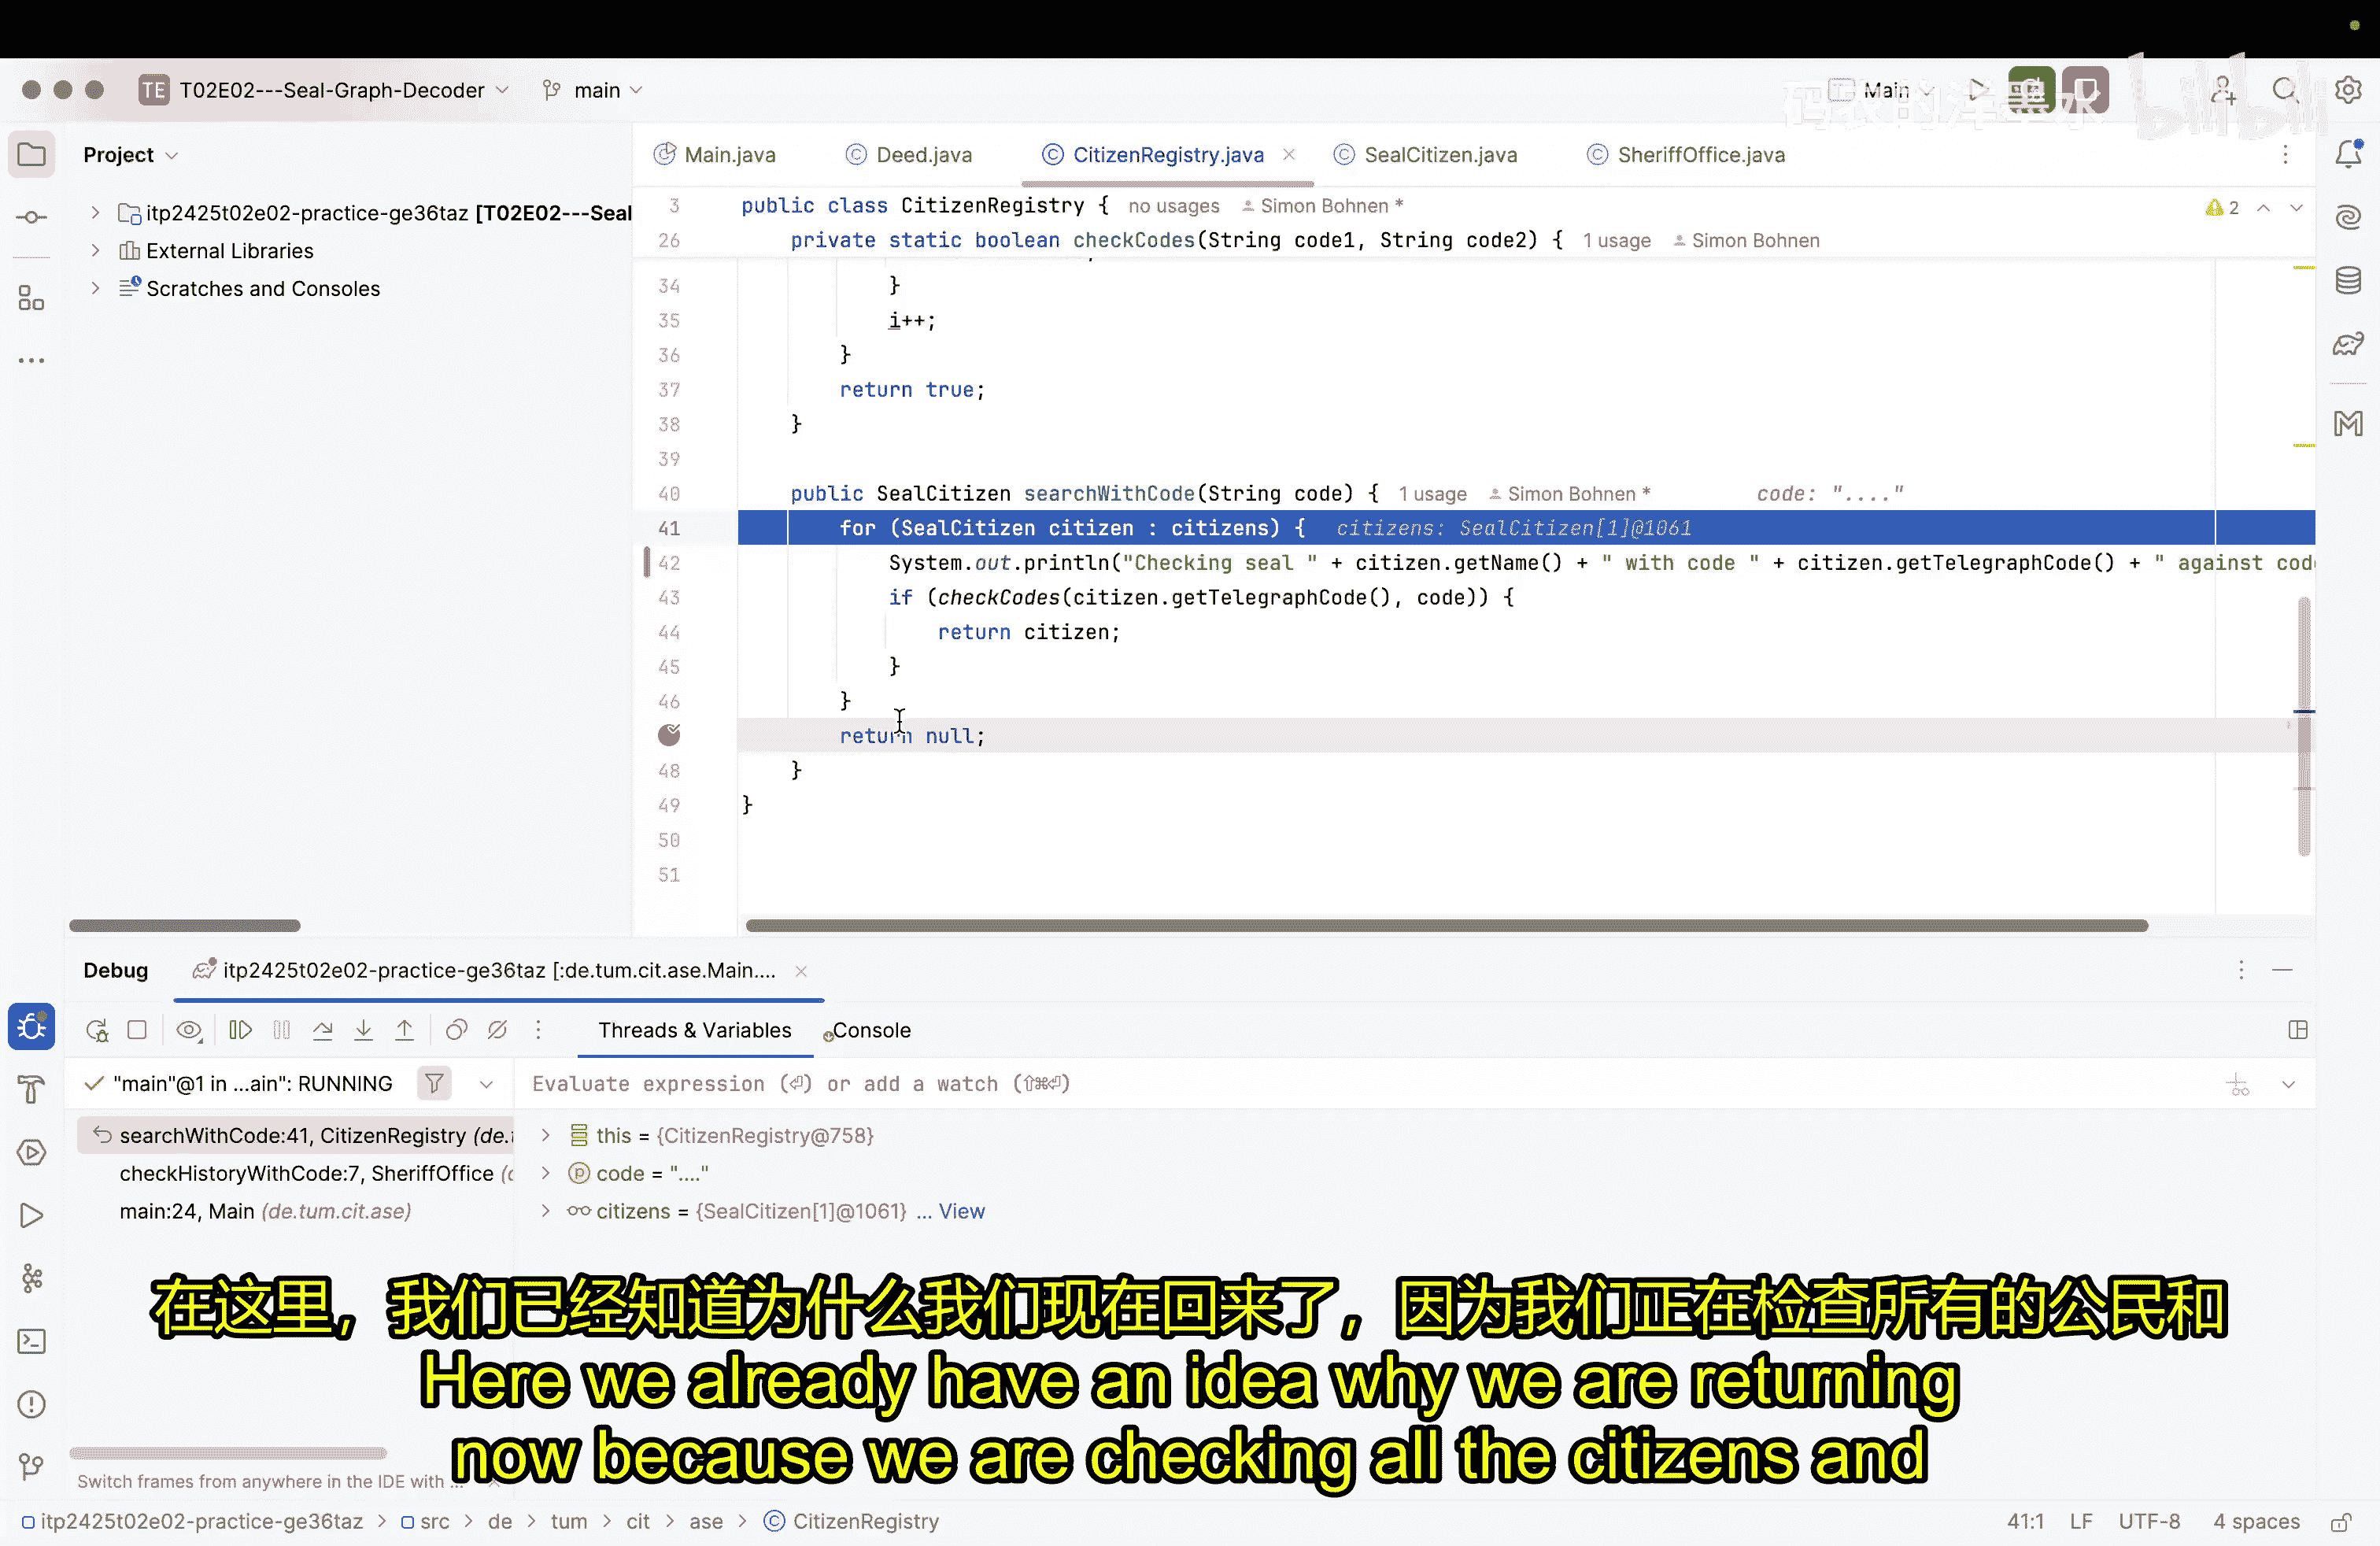 TE T02E02---Seal-Graph-Decoder main
Main
bilibili
Project
Main.java Deed.java CitizenRegistry.java SealCitizen.java SheriffOffice.java
itp2425t02e02-practice-ge36taz [T02E02---Seal
External Libraries
Scratches and Consoles
3 public class CitizenRegistry { no usages Simon Bohnen *
2
26 private static boolean checkCodes(String code1, String code2) { 1 usage Simon Bohnen
34 }
35 i++;
36 }
37 return true;
38 }
39
40 public SealCitizen searchWithCode(String code) { 1 usage Simon Bohnen * code: "...."
41 for (SealCitizen citizen : citizens) { citizens: SealCitizen[1]@1061
42 System.out.println("Checking seal " + citizen.getName() + " with code " + citizen.getTelegraphCode() + " against cod
43 if (checkCodes(citizen.getTelegraphCode(), code)) {
44 return citizen;
45 }
46 }
return null;
48 }
49 }
50
51
Debug itp2425t02e02-practice-ge36taz [:de.tum.cit.ase.Main....
Threads & Variables Console
"main"@1 in ...ain": RUNNING
Evaluate expression (⏎) or add a watch (⇧⌘⏎)
searchWithCode:41, CitizenRegistry (de.t
checkHistoryWithCode:7, SheriffOffice (d
main:24, Main (de.tum.cit.ase)
this = {CitizenRegistry@758}
code = "...."
citizens = {SealCitizen[1]@1061} ... View
在这里，我们已经知道为什么我们现在回来了，因为我们正在检查所有的公民和
Here we already have an idea why we are returning
now because we are checking all the citizens and
Switch frames from anywhere in the IDE with ...
itp2425t02e02-practice-ge36taz > src > de > tum > cit > ase > CitizenRegistry
41:1 LF UTF-8 4 spaces